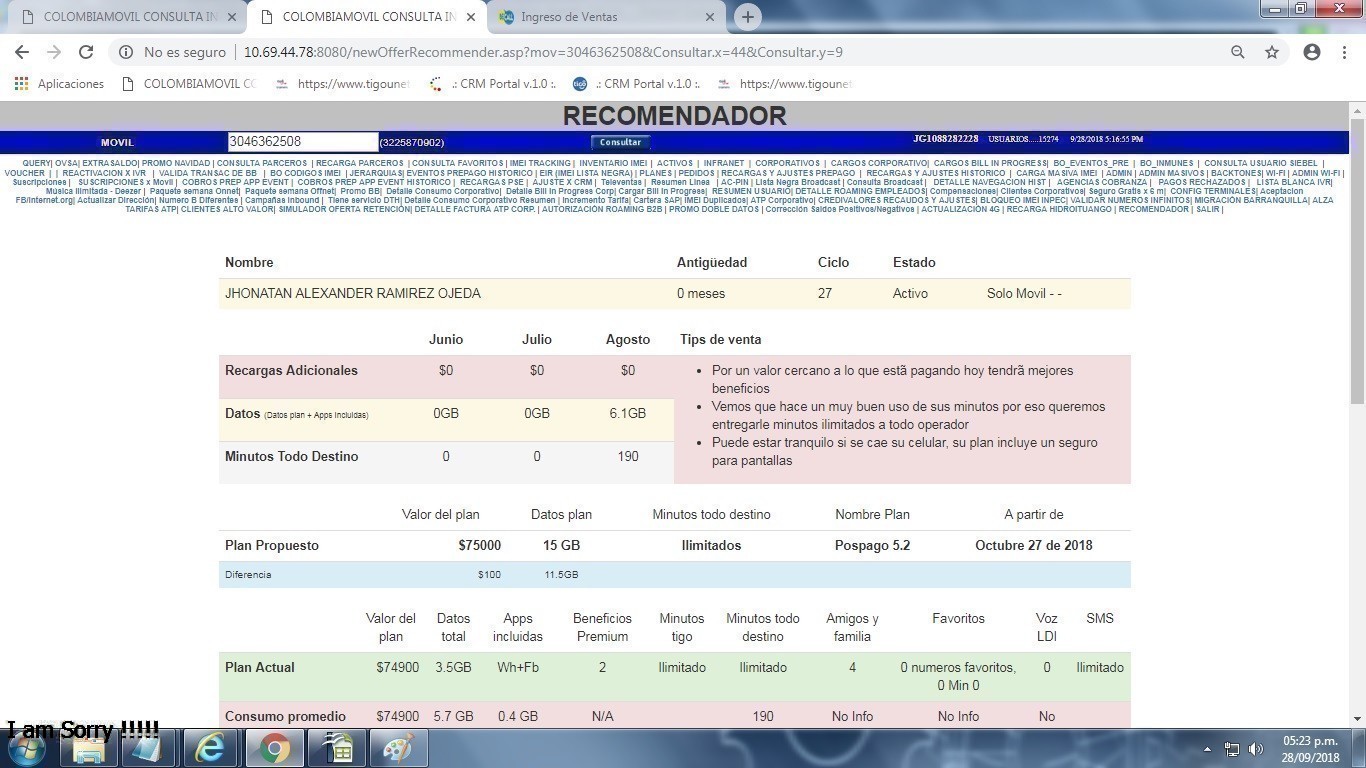 COLOMBIAMOVIL CONSULTA IN
COLOMBIAMOVIL CONSULTA IN
Ingreso de Ventas
No es seguro | 10.69.44.78:8080/newOfferRecommender.asp?mov=3046362508&Consultar.x=44&Consultar.y=9
Aplicaciones COLOMBIAMOVIL CO https://www.tigounet .: CRM Portal v.1.0 :. .: CRM Portal v.1.0 :. https://www.tigounet
RECOMENDADOR
MOVIL 3046362508 (3225870902) Consultar JG1088282228 USUARIOS.....15274 9/28/2018 5:16:55 PM
QUERY| OVSA| EXTRASALDO| PROMO NAVIDAD | CONSULTA PARCEROS | RECARGA PARCEROS | CONSULTA FAVORITOS | IMEI TRACKING | INVENTARIO IMEI | ACTIVOS | INFRANET | CORPORATIVOS | CARGOS CORPORATIVO| CARGOS BILL IN PROGRESS| BO_EVENTOS_PRE | BO_INMUNES | CONSULTA USUARIO SIEBEL |
VOUCHER | | REACTIVACION X IVR | VALIDA TRANSAC DE BB | BO CODIGOS IMEI | JERARQUIAS| EVENTOS PREPAGO HISTORICO | EIR (IMEI LISTA NEGRA) | PLANES | PEDIDOS | RECARGAS Y AJUSTES PREPAGO | RECARGAS Y AJUSTES HISTORICO | CARGA MASIVA IMEI | ADMIN | ADMIN MASIVOS | BACKTONES| WI-FI | ADMIN WI-FI |
Suscripciones | SUSCRIPCIONES x Movil | COBROS PREP APP EVENT | COBROS PREP APP EVENT HISTORICO | RECARGAS PSE | AJUSTE X CRM | Televentas | Resumen Linea | AC-PIN | Lista Negra Broadcast | Consulta Broadcast | DETALLE NAVEGACION HIST | AGENCIAS COBRANZA | PAGOS RECHAZADOS | LISTA BLANCA IVR|
Musica Ilimitada - Deezer | Paquete semana Onnet| Paquete semana Offnet| Promo BB| Detalle Consumo Corporativo| Detalle Bill In Progress Corp| Cargar Bill In Progress| RESUMEN USUARIO| DETALLE ROAMING EMPLEADOS| Compensaciones| Clientes Corporativos| Seguro Gratis x 6 m| CONFIG TERMINALES| Aceptacion
FB/Internet.org| Actualizar Dirección| Numero B Diferentes | Campañas Inbound | Tiene servicio DTH| Detalle Consumo Corporativo Resumen | Incremento Tarifa| Cartera SAP| IMEI Duplicados| ATP Corporativo| CREDIVALORES RECAUDOS Y AJUSTES| BLOQUEO IMEI INPEC| VALIDAR NUMEROS INFINITOS| MIGRACIÓN BARRANQUILLA| ALZA
TARIFAS ATP| CLIENTES ALTO VALOR| SIMULADOR OFERTA RETENCIÓN| DETALLE FACTURA ATP CORP. | AUTORIZACIÓN ROAMING B2B | PROMO DOBLE DATOS | Corrección Saldos Positivos/Negativos | ACTUALIZACIÓN 4G | RECARGA HIDROITUANGO | RECOMENDADOR | SALIR |
Nombre Antigüedad Ciclo Estado
JHONATAN ALEXANDER RAMIREZ OJEDA 0 meses 27 Activo Solo Movil - -
Junio Julio Agosto Tips de venta
Recargas Adicionales $0 $0 $0
Datos (Datos plan + Apps incluidas) 0GB 0GB 6.1GB
Minutos Todo Destino 0 0 190
• Por un valor cercano a lo que estã pagando hoy tendrã mejores
beneficios
• Vemos que hace un muy buen uso de sus minutos por eso queremos
entregarle minutos ilimitados a todo operador
• Puede estar tranquilo si se cae su celular, su plan incluye un seguro
para pantallas
Valor del plan Datos plan Minutos todo destino Nombre Plan A partir de
Plan Propuesto $75000 15 GB Ilimitados Pospago 5.2 Octubre 27 de 2018
Diferencia $100 11.5GB
Valor del Datos Apps Beneficios Minutos Minutos todo Amigos y Favoritos Voz SMS
plan total incluidas Premium tigo destino familia LDI
Plan Actual $74900 3.5GB Wh+Fb 2 Ilimitado Ilimitado 4 0 numeros favoritos, 0 Ilimitado
0 Min 0
Consumo promedio $74900 5.7 GB 0.4 GB N/A 190 No Info No Info No
I am Sorry !!!!!
05:23 p.m.
28/09/2018